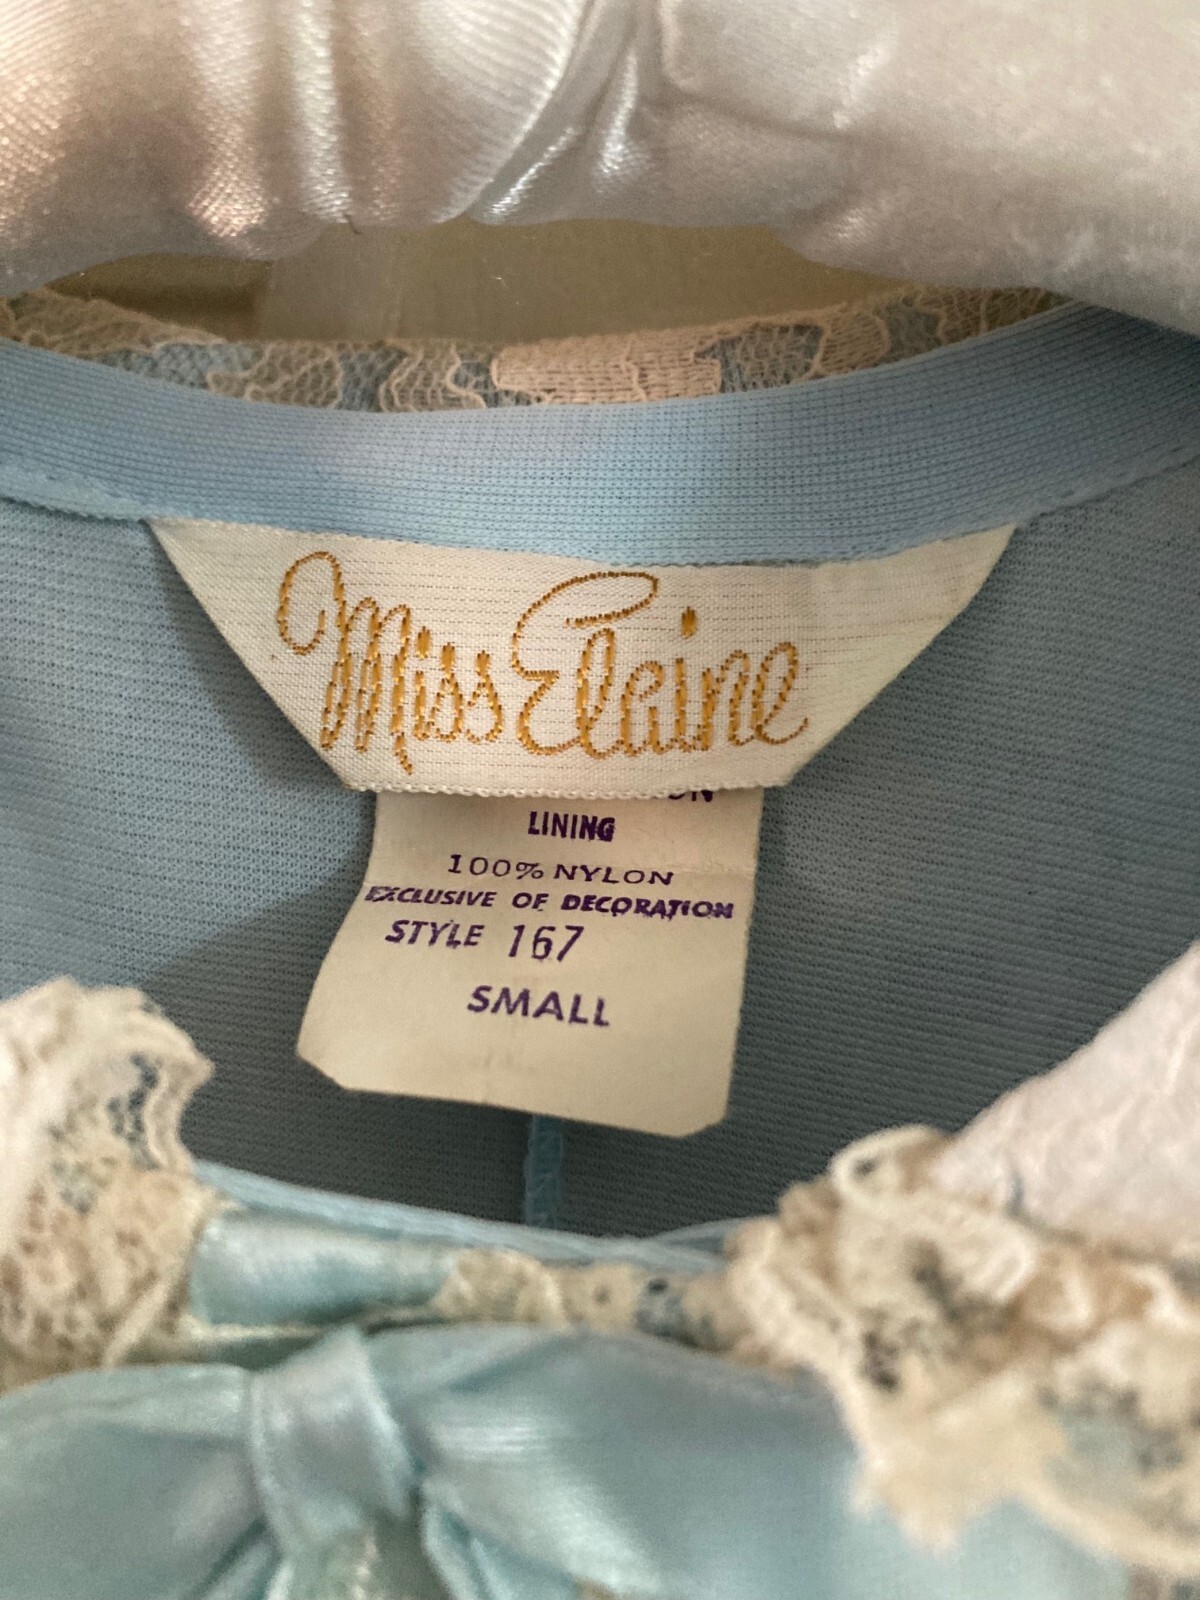 Miss Elaine
LINING
100% NYLON
EXCLUSIVE OF DECORATION
STYLE 167
SMALL